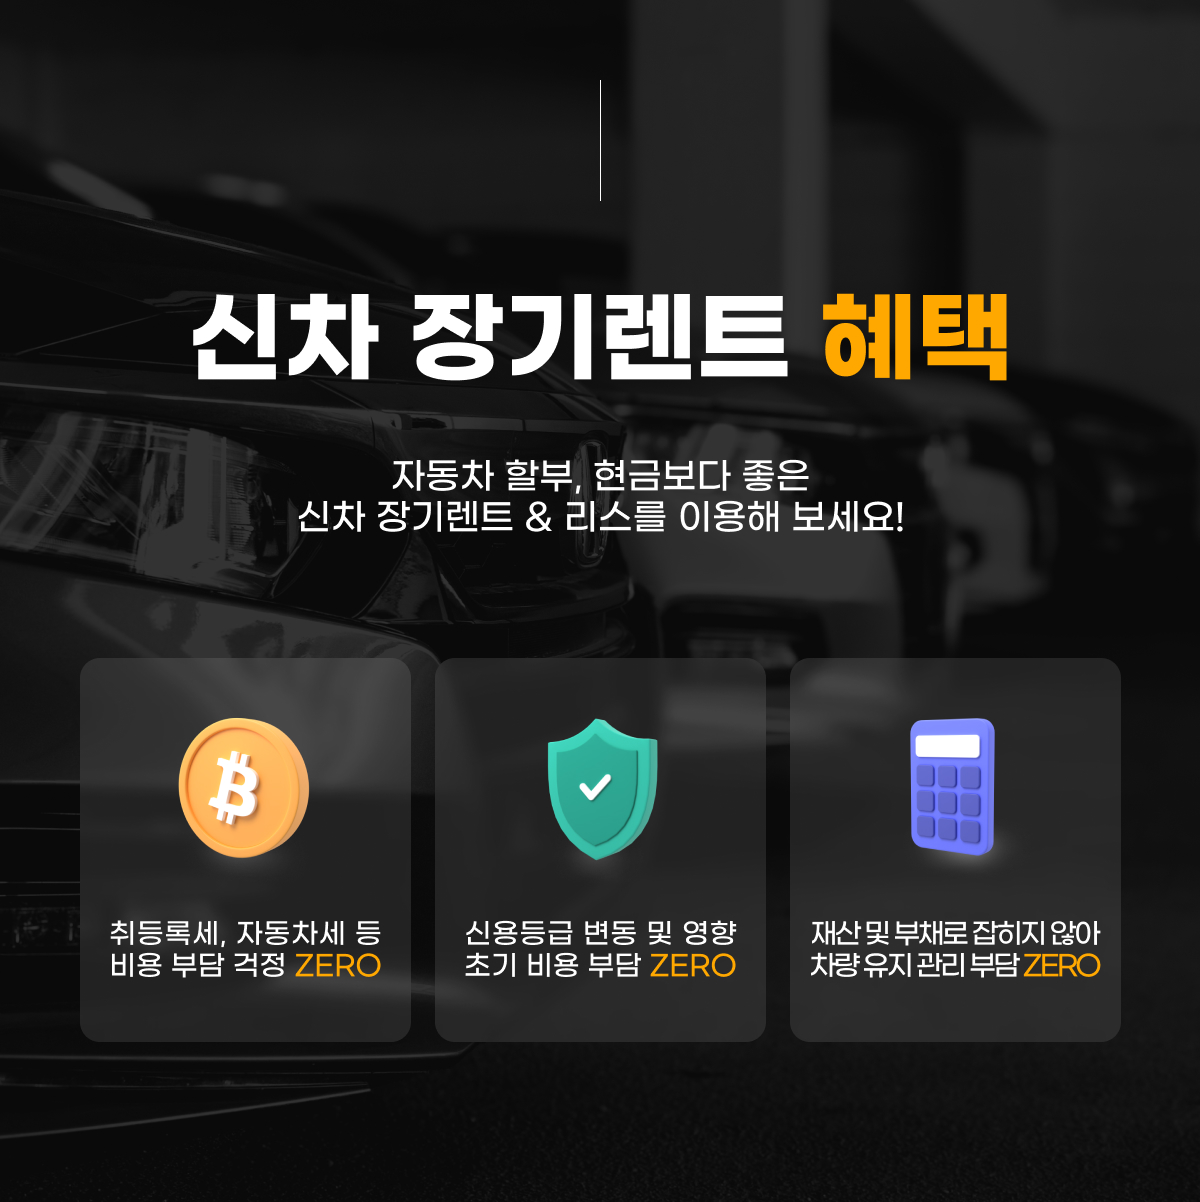 신차 장기렌트 혜택
자동차 할부, 현금보다 좋은
신차 장기렌트 & 리스를 이용해 보세요!
취등록세, 자동차세 등
비용 부담 걱정 ZERO
신용등급 변동 및 영향
초기 비용 부담 ZERO
재산 및 부채로 잡히지 않아
차량 유지 관리 부담 ZERO